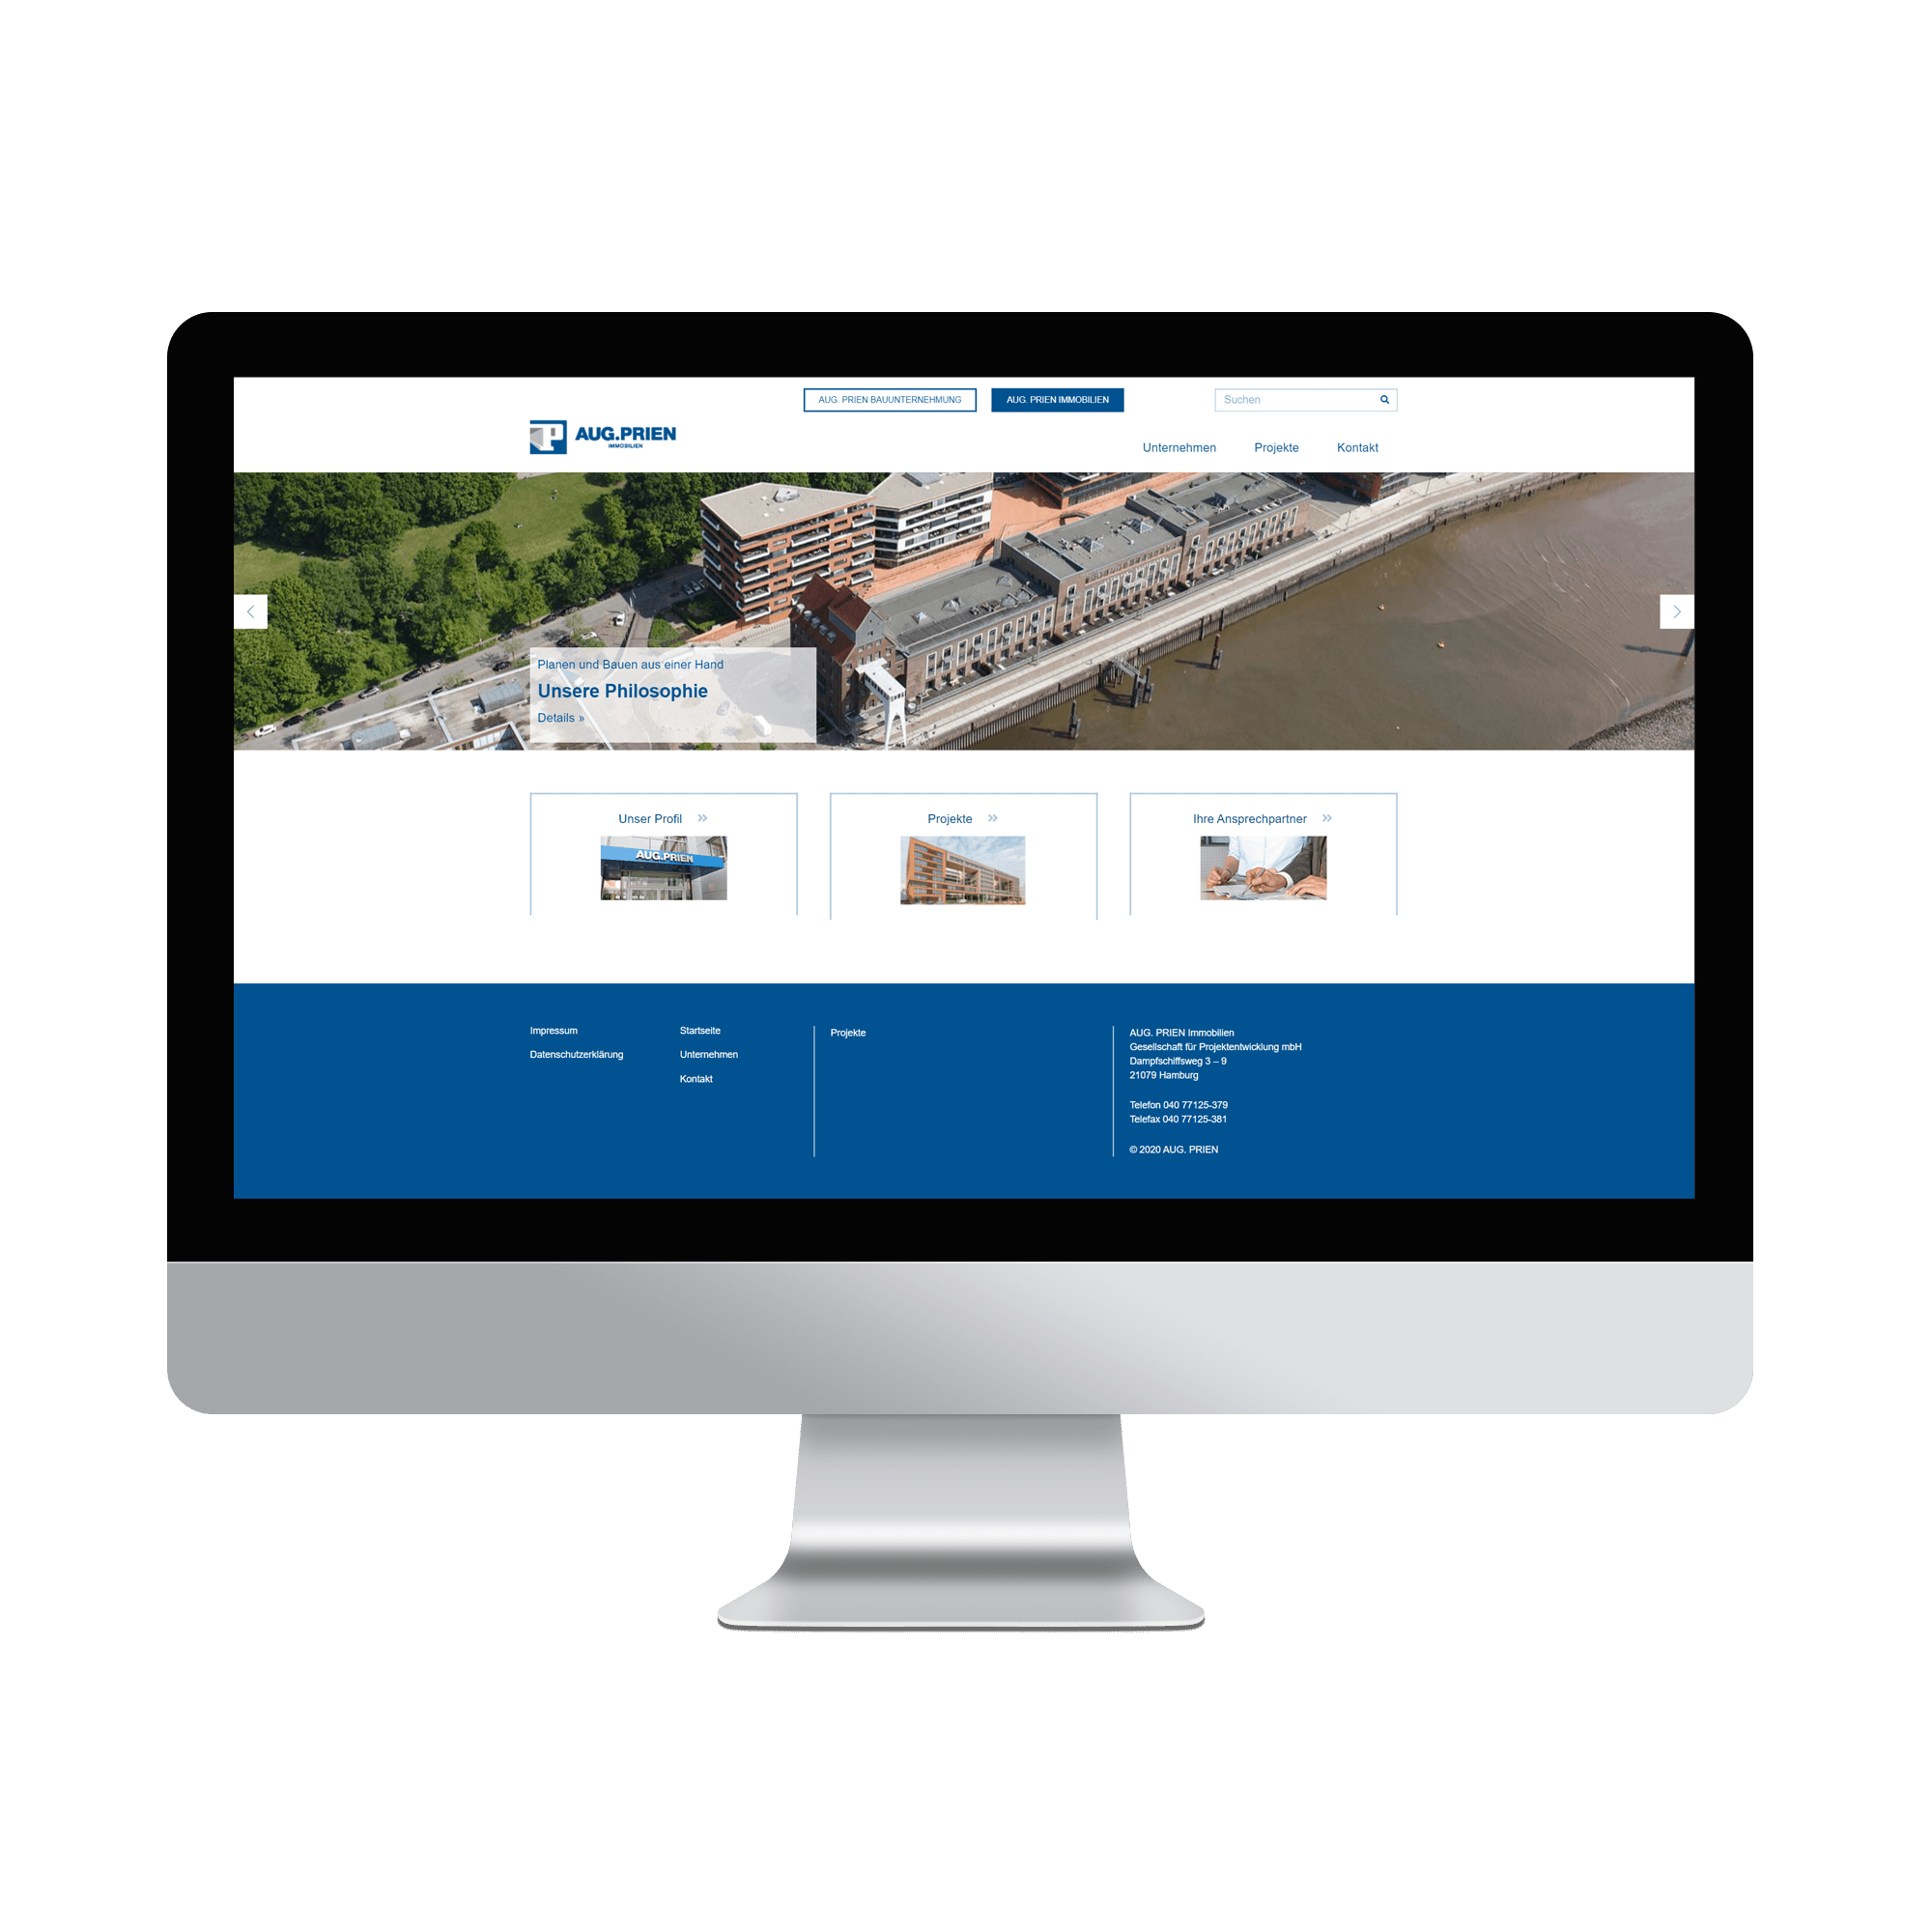 AUG. PRIEN BAUUNTERNEHMUNG
AUG. PRIEN IMMOBILIEN
Suchen
AUG.PRIEN
IMMOBILIEN
Unternehmen
Projekte
Kontakt
Planen und Bauen aus einer Hand
Unsere Philosophie
Details »
Unser Profil »
Projekte »
Ihre Ansprechpartner »
AUG.PRIEN
Impressum
Datenschutzerklärung
Startseite
Unternehmen
Kontakt
Projekte
AUG. PRIEN Immobilien
Gesellschaft für Projektentwicklung mbH
Dampfschiffsweg 3 – 9
21079 Hamburg
Telefon 040 77125-379
Telefax 040 77125-381
© 2020 AUG. PRIEN